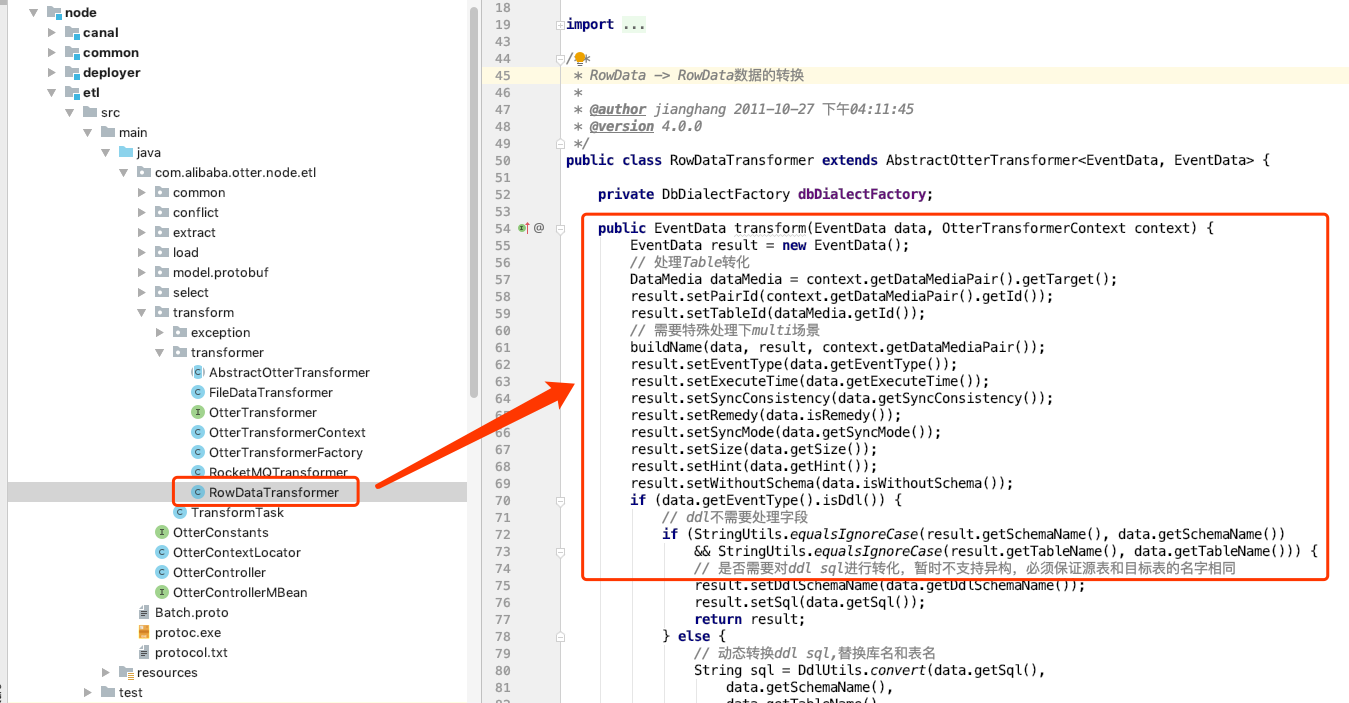 node
canal
common
deployer
etl
src
main
java
com.alibaba.otter.node.etl
common
conflict
extract
load
model.protobuf
select
transform
exception
transformer
AbstractOtterTransformer
FileDataTransformer
OtterTransformer
OtterTransformerContext
OtterTransformerFactory
RocketMQTransformer
RowDataTransformer
TransformTask
OtterConstants
OtterContextLocator
OtterController
OtterControllerMBean
Batch.proto
protoc.exe
protocol.txt
resources
test
18
19 import ...
43
44 /**
45 * RowData -> RowData数据的转换
46 *
47 * @author jianghang 2011-10-27 下午04:11:45
48 * @version 4.0.0
49 */
50 public class RowDataTransformer extends AbstractOtterTransformer<EventData, EventData> {
51
52 private DbDialectFactory dbDialectFactory;
53
54 public EventData transform(EventData data, OtterTransformerContext context) {
55 EventData result = new EventData();
56 // 处理Table转化
57 DataMedia dataMedia = context.getDataMediaPair().getTarget();
58 result.setPairId(context.getDataMediaPair().getId());
59 result.setTableId(dataMedia.getId());
60 // 需要特殊处理下multi场景
61 buildName(data, result, context.getDataMediaPair());
62 result.setEventType(data.getEventType());
63 result.setExecuteTime(data.getExecuteTime());
64 result.setSyncConsistency(data.getSyncConsistency());
65 result.setRemedy(data.isRemedy());
66 result.setSyncMode(data.getSyncMode());
67 result.setSize(data.getSize());
68 result.setHint(data.getHint());
69 result.setWithoutSchema(data.isWithoutSchema());
70 if (data.getEventType().isDdl()) {
71 // ddl不需要处理字段
72 if (StringUtils.equalsIgnoreCase(result.getSchemaName(), data.getSchemaName())
73 && StringUtils.equalsIgnoreCase(result.getTableName(), data.getTableName())) {
74 // 是否需要对ddl sql进行转化，暂时不支持异构，必须保证源表和目标表的名字相同
75 result.setDdlSchemaName(data.getDdlSchemaName());
76 result.setSql(data.getSql());
77 return result;
78 } else {
79 // 动态转换ddl sql,替换库名和表名
80 String sql = DdlUtils.convert(data.getSql(),
81 data.getSchemaName(),
data.getTableName(),